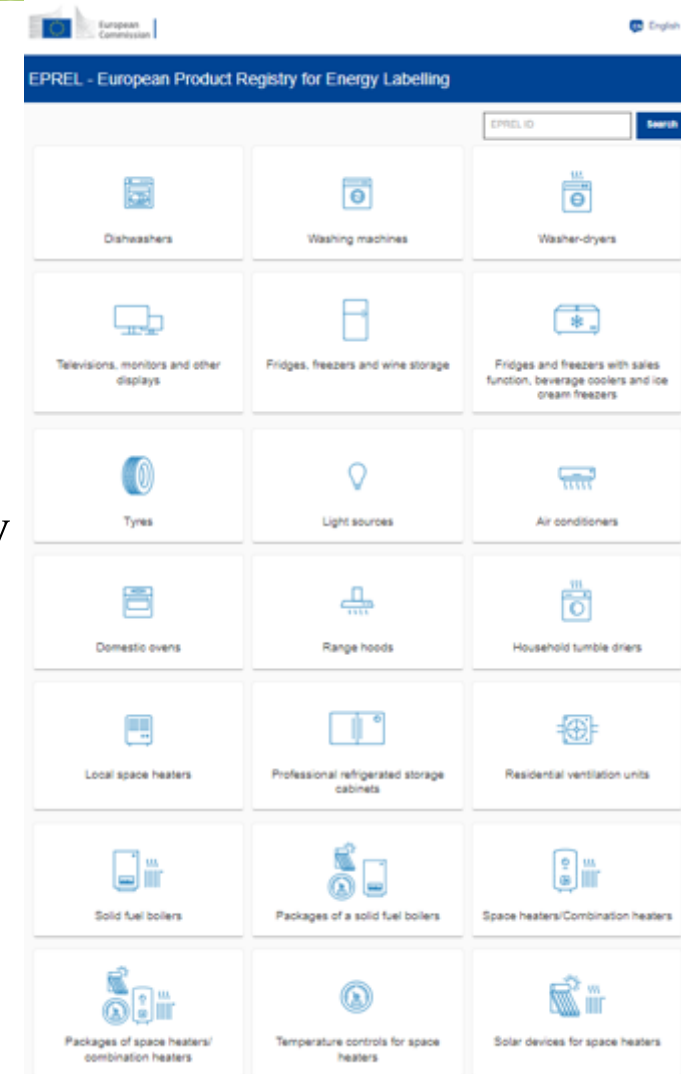 European
Commission
EN English
EPREL - European Product Registry for Energy Labelling
EPREL ID
Search
Dishwashers
Washing machines
Washer-dryers
Televisions, monitors and other
displays
Fridges, freezers and wine storage
Fridges and freezers with sales
function, beverage coolers and ice
cream freezers
y
Tyres
Light sources
Air conditioners
Domestic ovens
Range hoods
Household tumble driers
Local space heaters
Professional refrigerated storage
cabinets
Residential ventilation units
Solid fuel boilers
Packages of a solid fuel boilers
Space heaters/Combination heaters
Packages of space heaters/
combination heaters
Temperature controls for space
heaters
Solar devices for space heaters